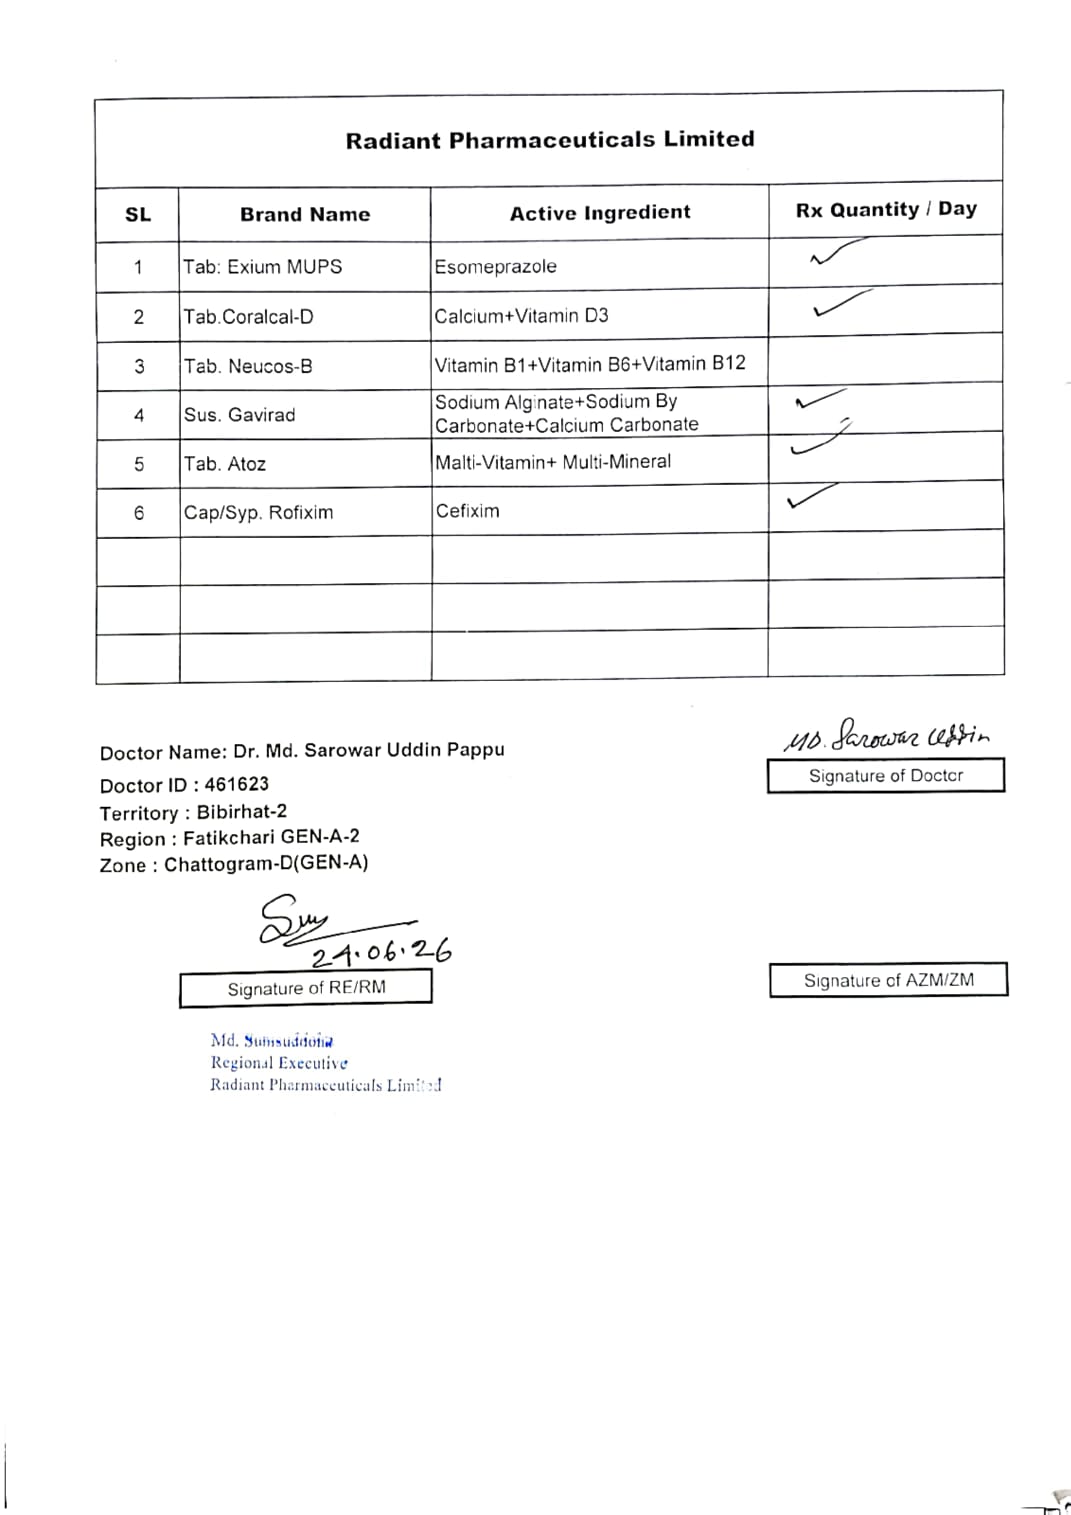 Radiant Pharmaceuticals Limited
SL Brand Name Active Ingredient Rx Quantity / Day
1 Tab: Exium MUPS Esomeprazole ✓
2 Tab.Coralcal-D Calcium+Vitamin D3 ✓
3 Tab. Neucos-B Vitamin B1+Vitamin B6+Vitamin B12
4 Sus. Gavirad Sodium Alginate+Sodium By
Carbonate+Calcium Carbonate ✓
5 Tab. Atoz Malti-Vitamin+ Multi-Mineral ✓
6 Cap/Syp. Rofixim Cefixim ✓
MD. Sarowar Uddin
Signature of Doctor
Doctor Name: Dr. Md. Sarowar Uddin Pappu
Doctor ID : 461623
Territory : Bibirhat-2
Region : Fatikchari GEN-A-2
Zone : Chattogram-D(GEN-A)
24.06.26
Signature of RE/RM
Signature of AZM/ZM
Md.
Regional Executive
Radiant Pharmaceuticals Limited